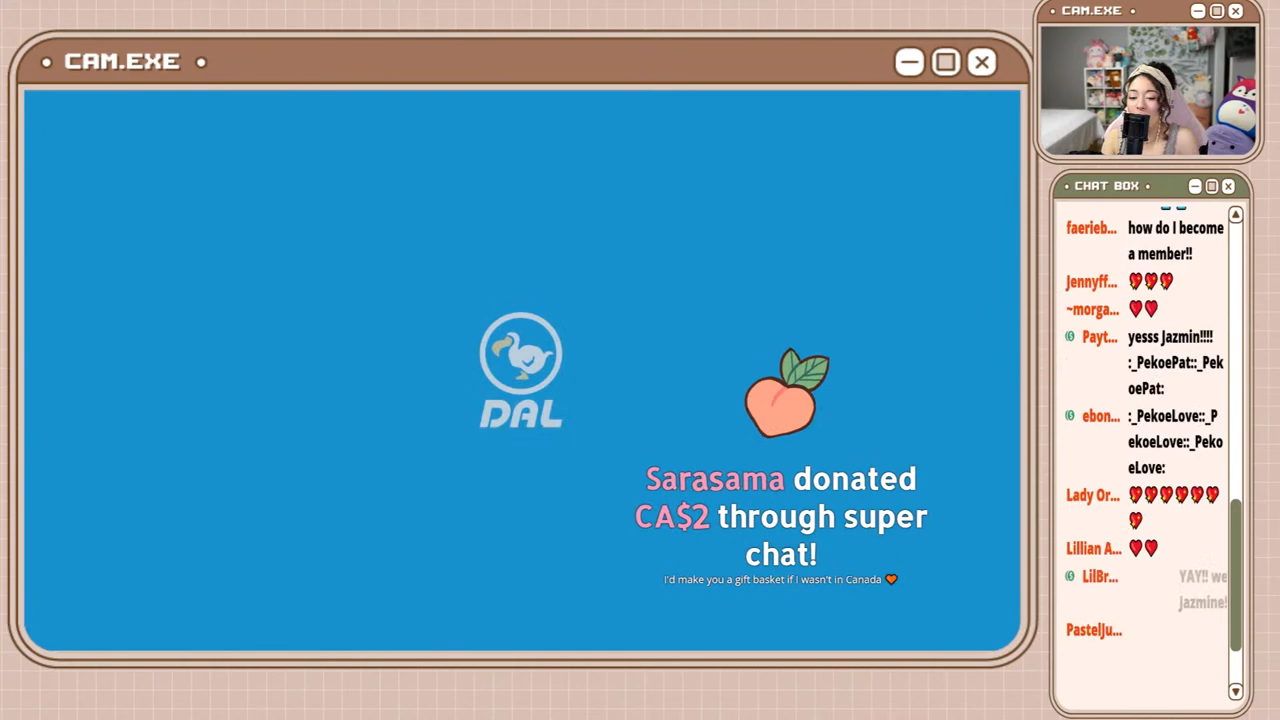 CAM.EXE
CAM.EXE
DAL
Sarasama donated
CA$2 through super
chat!
I'd make you a gift basket if I wasn't in Canada 🧡
CHAT BOX
faerieb... how do I become
a member!!
Jennyff...
~morga...
Payt... yesss Jazmin!!!!
:_PekoePat::_Pek
oePat:
ebon... :_PekoeLove::_P
ekoeLove::_Peko
eLove:
Lady Or...
Lillian A...
LilBr... YAY!! we
Jazmine!
PastelJu...